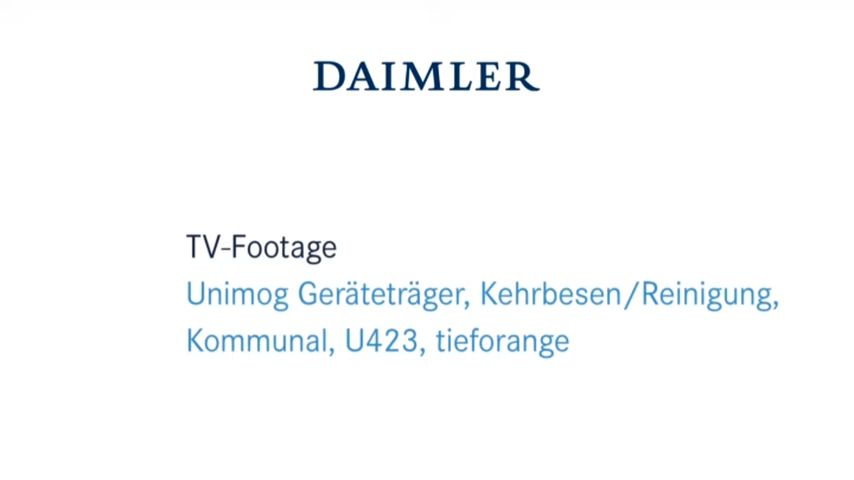 DAIMLER
TV-Footage
Unimog Geräteträger, Kehrbesen/Reinigung,
Kommunal, U423, tieforange